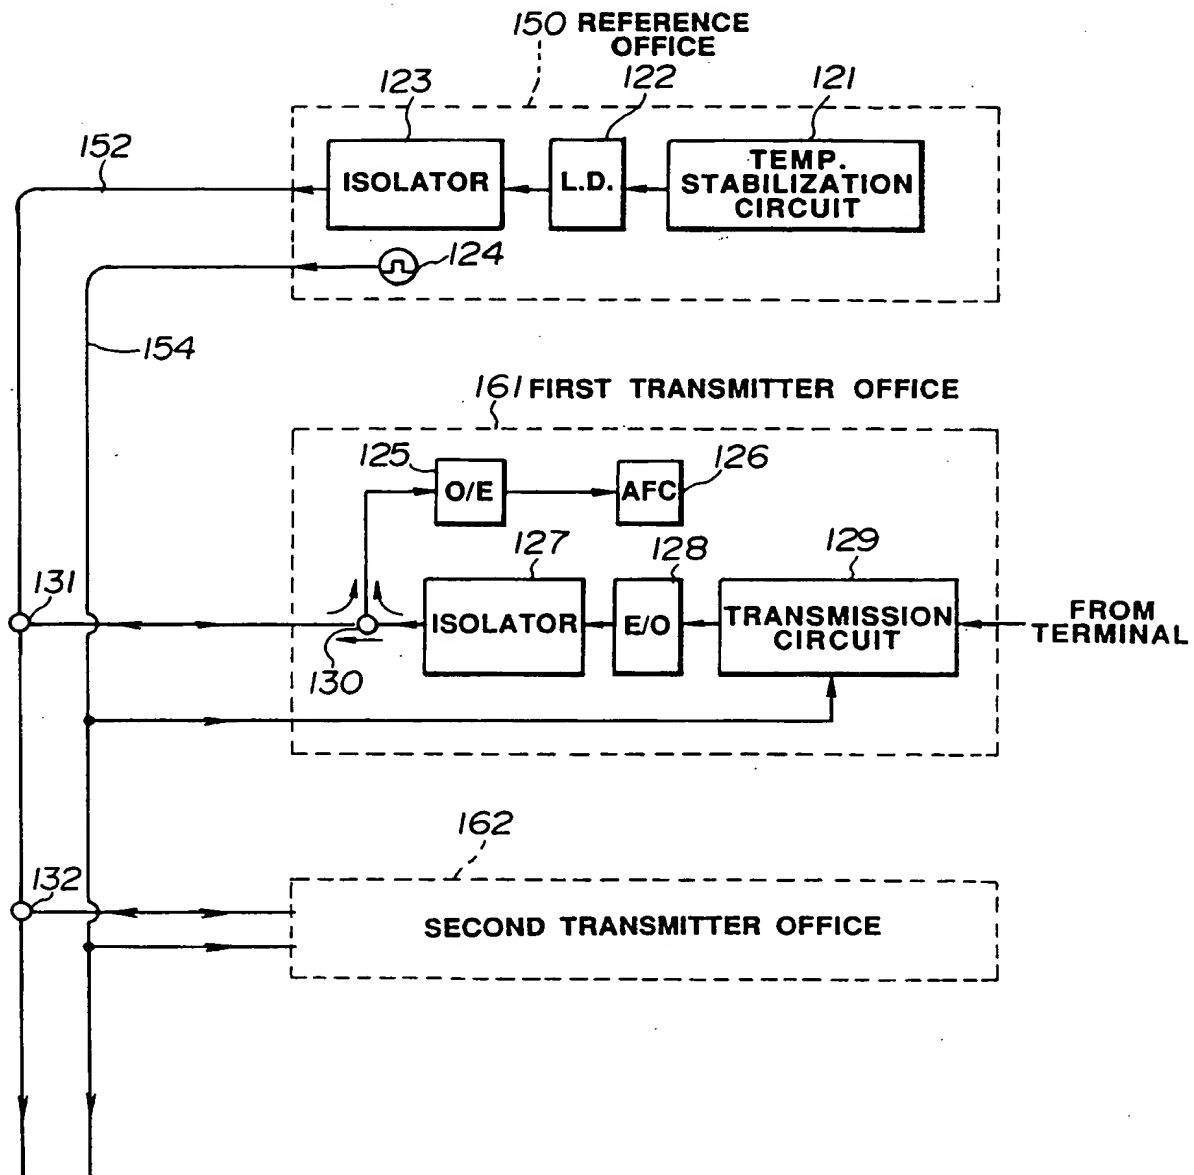 150 REFERENCE
OFFICE
123
122
121
152
ISOLATOR
L.D.
TEMP.
STABILIZATION
CIRCUIT
124
154
161 FIRST TRANSMITTER OFFICE
125
O/E
AFC
126
127
128
129
131
ISOLATOR
E/O
TRANSMISSION
CIRCUIT
FROM
TERMINAL
130
162
132
SECOND TRANSMITTER OFFICE